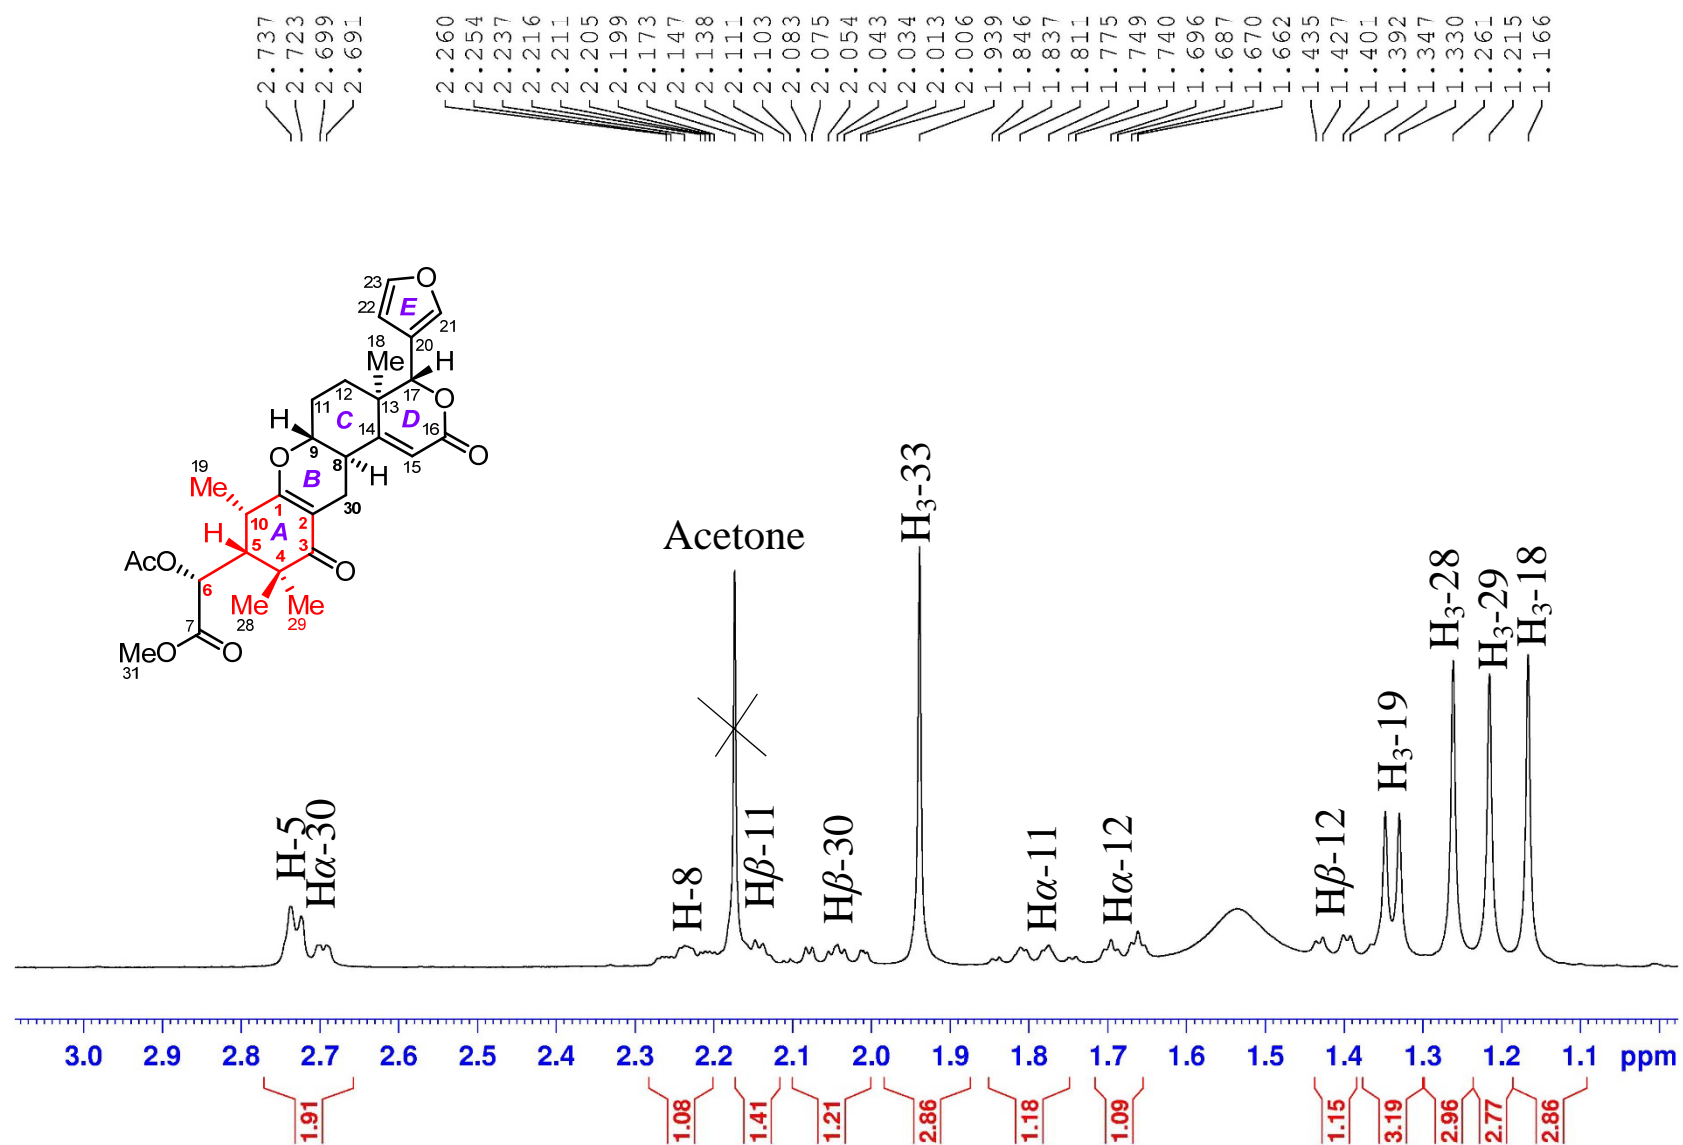 2.737
2.723
2.699
2.691
2.260
2.254
2.237
2.216
2.211
2.205
2.199
2.173
2.147
2.138
2.111
2.103
2.083
2.075
2.054
2.043
2.034
2.013
2.006
1.939
1.846
1.837
1.811
1.775
1.749
1.740
1.696
1.687
1.670
1.662
1.435
1.427
1.401
1.392
1.347
1.330
1.261
1.215
1.166
23 O
22 E 21
18 20
Me H
12 17 O
11 13
H C D
14 16
9 O
O 8 H 15
19 B
Me 30
1
10 2
H A
5 3
AcO 4 O
6
Me Me
7 28 29
MeO O
31
H-5
Hα-30
H-8
Acetone
Hβ-11
Hβ-30
H₃-33
Hα-11
Hα-12
Hβ-12
H₃-19
H₃-28
H₃-29
H₃-18
3.0 2.9 2.8 2.7 2.6 2.5 2.4 2.3 2.2 2.1 2.0 1.9 1.8 1.7 1.6 1.5 1.4 1.3 1.2 1.1 ppm
1.91
1.08
1.41
1.21
2.86
1.18
1.09
1.15
3.19
2.96
2.77
2.86